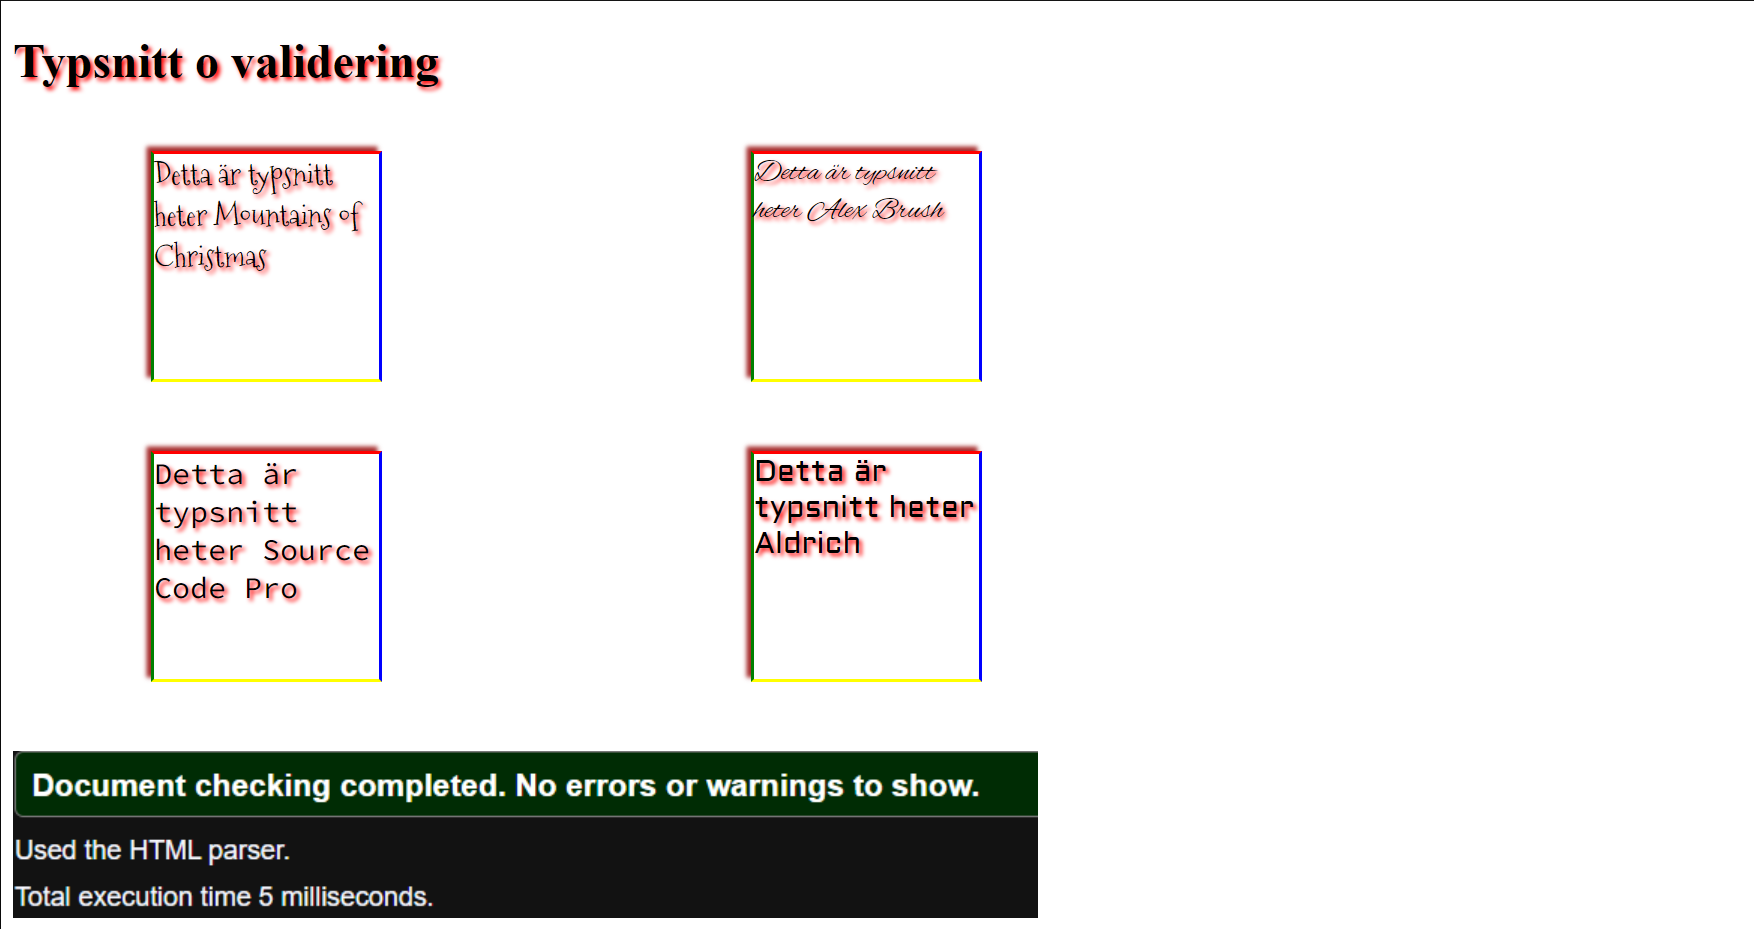 Typsnitt o validering
Detta är typsnitt
heter Mountains of
Christmas
Detta är typsnitt
heter Alex Brush
Detta är
typsnitt
heter Source
Code Pro
Detta är
typsnitt heter
Aldrich
Document checking completed. No errors or warnings to show.
Used the HTML parser.
Total execution time 5 milliseconds.